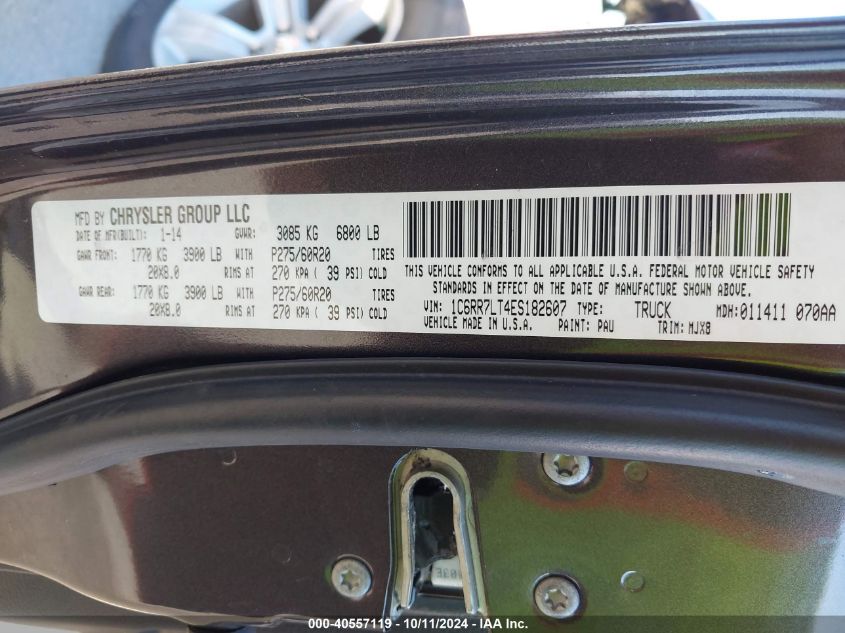 MFD BY CHRYSLER GROUP LLC
DATE OF MFR(BUILT): 1-14 GVWR: 3085 KG 6800 LB
GAWR FRONT: 1770 KG 3900 LB WITH P275/60R20 TIRES
20X8.0 RIMS AT 270 KPA ( 39 PSI) COLD
GAWR REAR: 1770 KG 3900 LB WITH P275/60R20 TIRES
20X8.0 RIMS AT 270 KPA ( 39 PSI) COLD
THIS VEHICLE CONFORMS TO ALL APPLICABLE U.S.A. FEDERAL MOTOR VEHICLE SAFETY
STANDARDS IN EFFECT ON THE DATE OF MANUFACTURE SHOWN ABOVE.
VIN: 1C6RR7LT4ES182607 TYPE: TRUCK MDH: 011411 070AA
VEHICLE MADE IN U.S.A. PAINT: PAU TRIM: MJX9
000-40557119 - 10/11/2024 - IAA Inc.